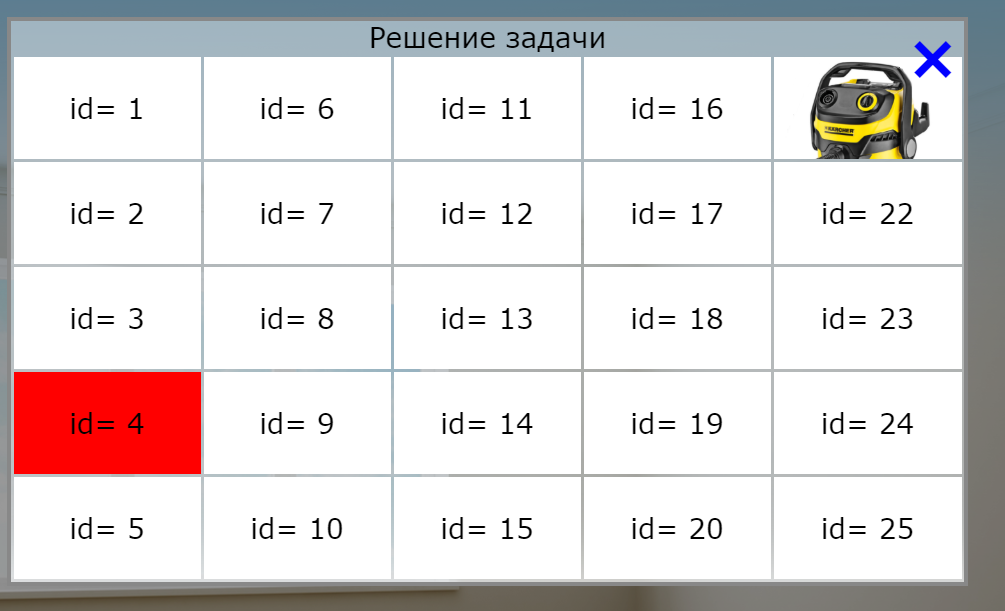 Решение задачи
id= 1 id= 6 id= 11 id= 16
KARCHER
id= 2 id= 7 id= 12 id= 17 id= 22
id= 3 id= 8 id= 13 id= 18 id= 23
id= 4 id= 9 id= 14 id= 19 id= 24
id= 5 id= 10 id= 15 id= 20 id= 25